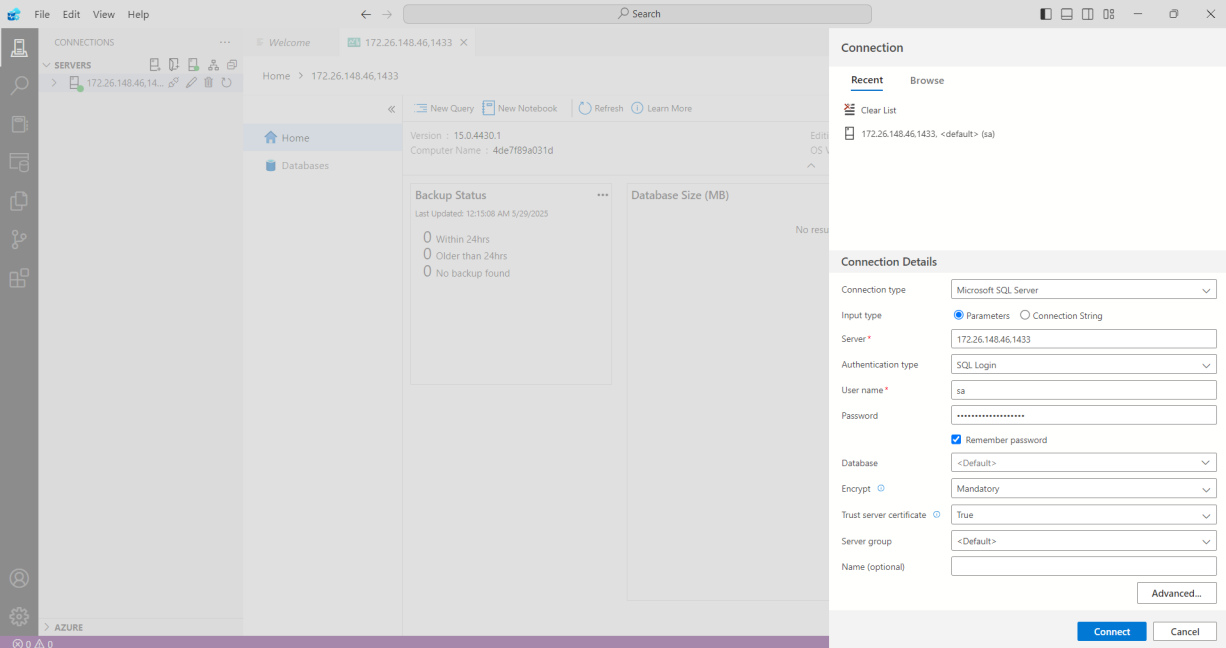 File Edit View Help
Search
CONNECTIONS
SERVERS
172.26.148.46,14...
Welcome
172.26.148.46,1433
Home > 172.26.148.46,1433
New Query New Notebook Refresh Learn More
Home
Databases
Version : 15.0.4430.1
Computer Name : 4de7f89a031d
Editi
OS V
Backup Status
Last Updated: 12:15:08 AM 5/29/2025
0 Within 24hrs
0 Older than 24hrs
0 No backup found
Database Size (MB)
No resu
AZURE
0 0
Connection
Recent Browse
Clear List
172.26.148.46,1433, <default> (sa)
Connection Details
Connection type Microsoft SQL Server
Input type Parameters Connection String
Server* 172.26.148.46,1433
Authentication type SQL Login
User name* sa
Password
Remember password
Database <Default>
Encrypt Mandatory
Trust server certificate True
Server group <Default>
Name (optional)
Advanced...
Connect Cancel